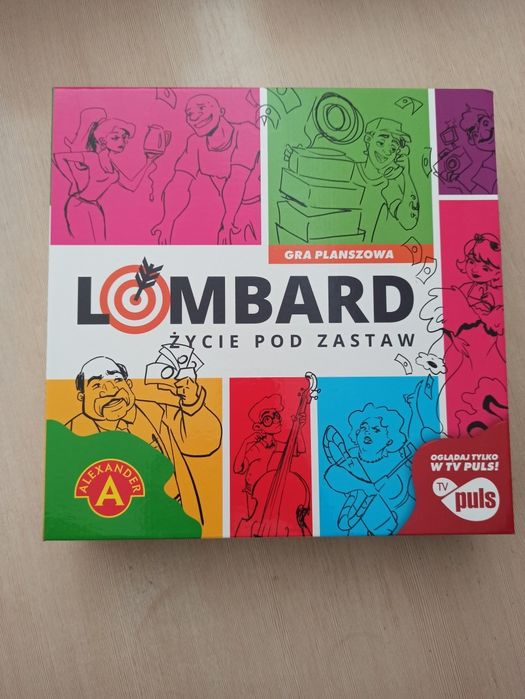 GRA PLANSZOWA
LOMBARD
ŻYCIE POD ZASTAW
ALEXANDER
A
OGLĄDAJ TYLKO
W TV PULS!
TV
puls